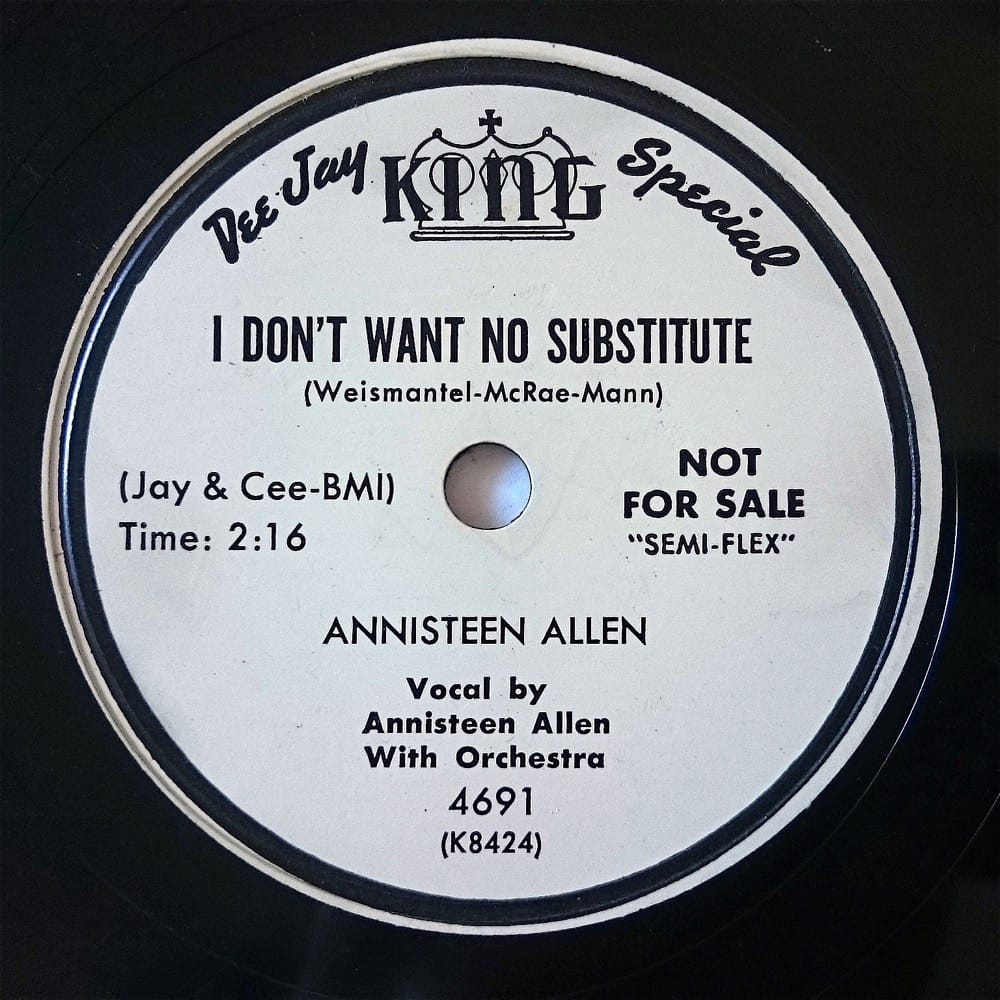 Dee Jay KING Special
I DON'T WANT NO SUBSTITUTE
(Weismantel-McRae-Mann)
(Jay & Cee-BMI)
Time: 2:16
NOT
FOR SALE
"SEMI-FLEX"
ANNISTEEN ALLEN
Vocal by
Annisteen Allen
With Orchestra
4691
(K8424)